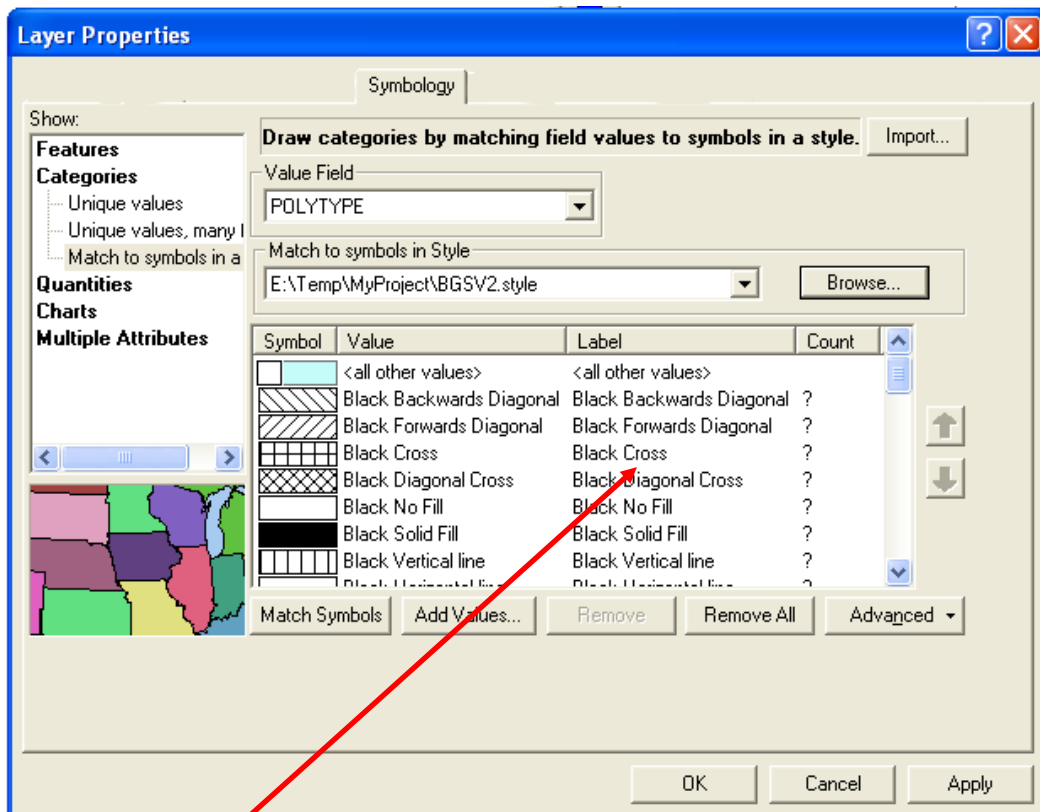 Layer Properties
Symbology
Show:
Features
Categories
Unique values
Unique values, many
Match to symbols in a
Quantities
Charts
Multiple Attributes
Draw categories by matching field values to symbols in a style.
Import...
Value Field
POLYTYPE
Match to symbols in Style
E:\Temp\MyProject\BGSV2.style
Browse...
Symbol Value Label Count
<all other values> <all other values>
Black Backwards Diagonal Black Backwards Diagonal ?
Black Forwards Diagonal Black Forwards Diagonal ?
Black Cross Black Cross ?
Black Diagonal Cross Black Diagonal Cross ?
Black No Fill Black No Fill ?
Black Solid Fill Black Solid Fill ?
Black Vertical line Black Vertical line ?
Match Symbols Add Values... Remove Remove All Advanced
OK Cancel Apply